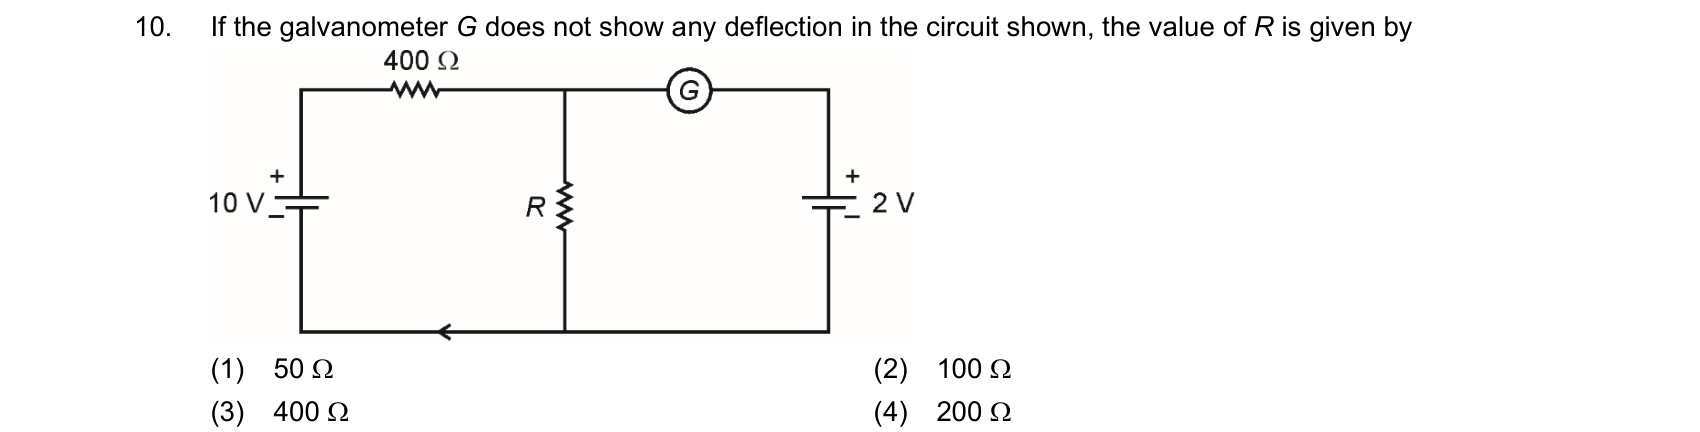 10. If the galvanometer G does not show any deflection in the circuit shown, the value of R is given by
400 Ω
G
+ +
10 V R 2 V
– –
(1) 50 Ω (2) 100 Ω
(3) 400 Ω (4) 200 Ω